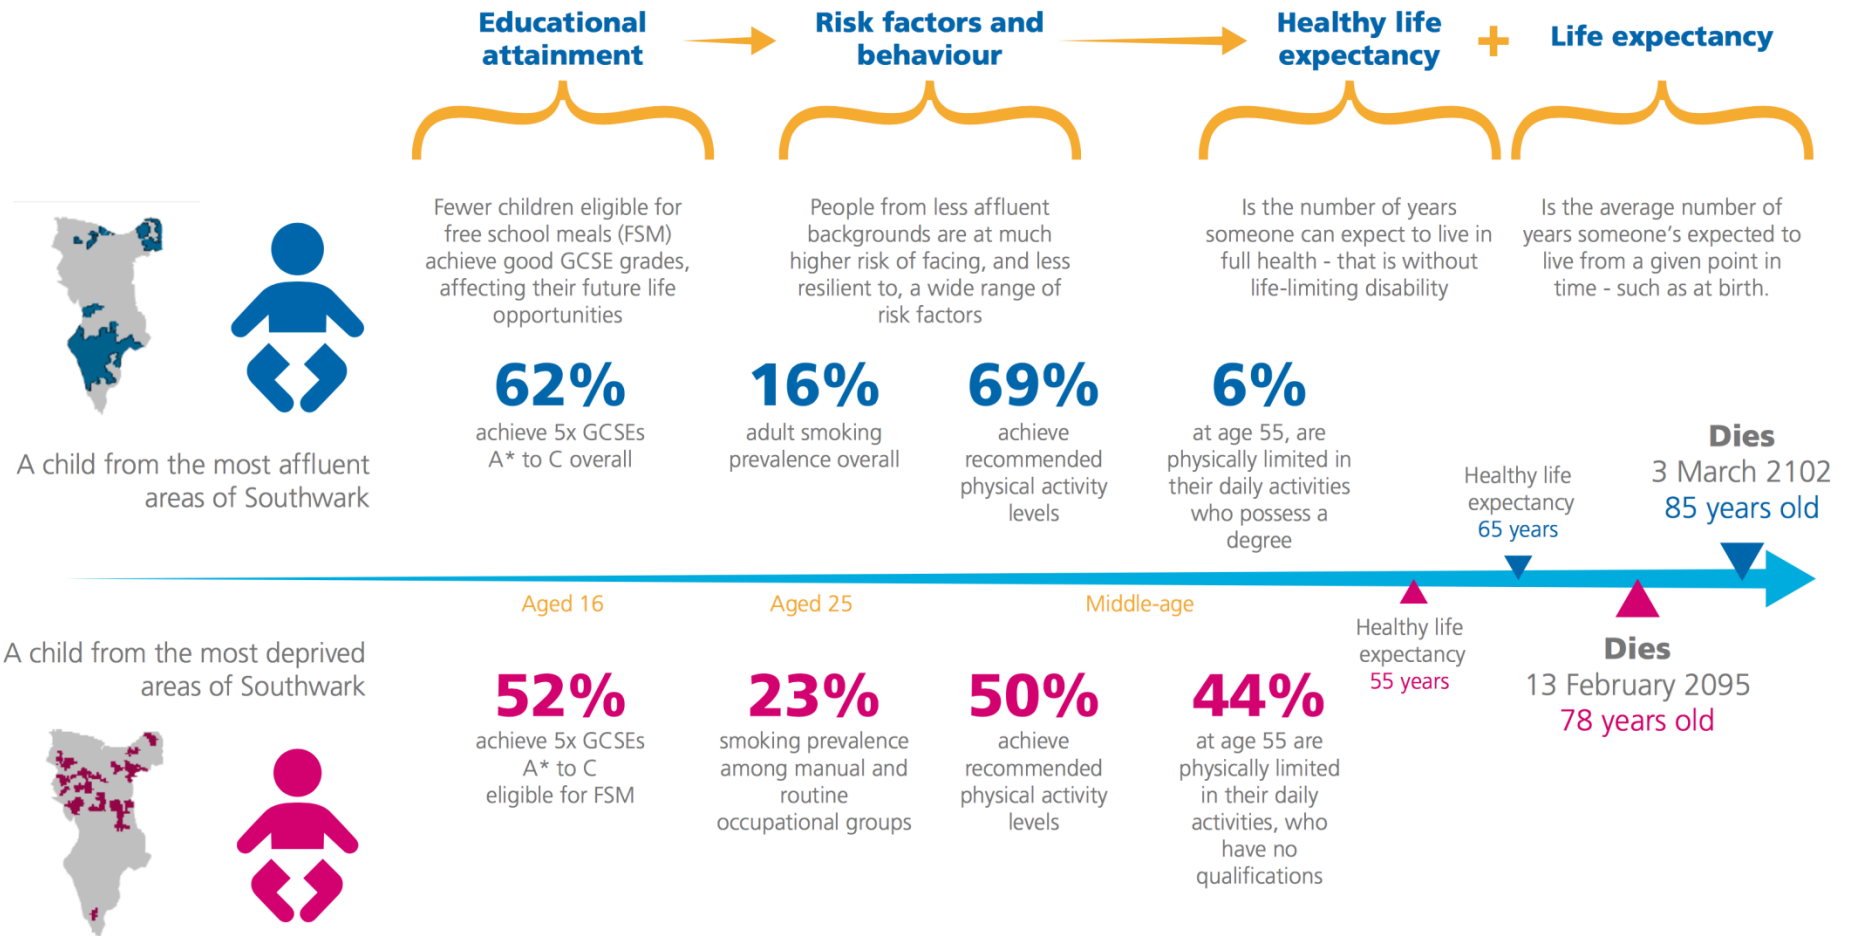 Educational
attainment
Risk factors and
behaviour
Healthy life
expectancy
+
Life expectancy
Fewer children eligible for
free school meals (FSM)
achieve good GCSE grades,
affecting their future life
opportunities
People from less affluent
backgrounds are at much
higher risk of facing, and less
resilient to, a wide range of
risk factors
Is the number of years
someone can expect to live in
full health - that is without
life-limiting disability
Is the average number of
years someone's expected to
live from a given point in
time - such as at birth.
A child from the most affluent
areas of Southwark
62%
achieve 5x GCSEs
A* to C overall
16%
adult smoking
prevalence overall
69%
achieve
recommended
physical activity
levels
6%
at age 55, are
physically limited in
their daily activities
who possess a
degree
Healthy life
expectancy
65 years
Dies
3 March 2102
85 years old
Aged 16
Aged 25
Middle-age
A child from the most deprived
areas of Southwark
52%
achieve 5x GCSEs
A* to C
eligible for FSM
23%
smoking prevalence
among manual and
routine
occupational groups
50%
achieve
recommended
physical activity
levels
44%
at age 55 are
physically limited
in their daily
activities, who
have no
qualifications
Healthy life
expectancy
55 years
Dies
13 February 2095
78 years old